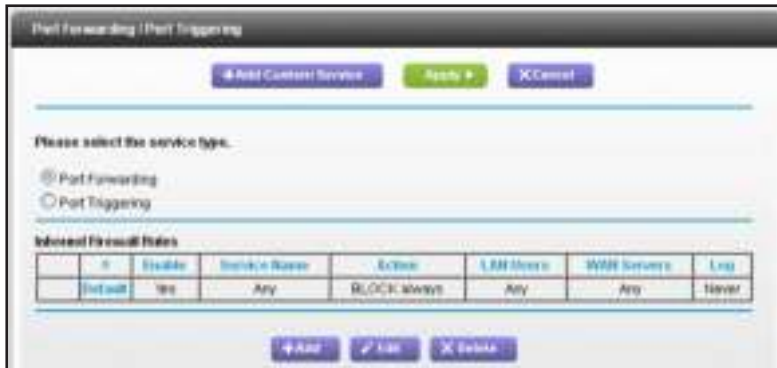 Port Forwarding / Port Triggering
+Add Custom Service Apply ▶ XCancel
Please select the service type.
Port Forwarding
Port Triggering
Inbound Firewall Rules
# Enable Service Name Action LAN Users WAN Servers Log
Default Yes Any BLOCK always Any Any Never
+Add Edit X Delete